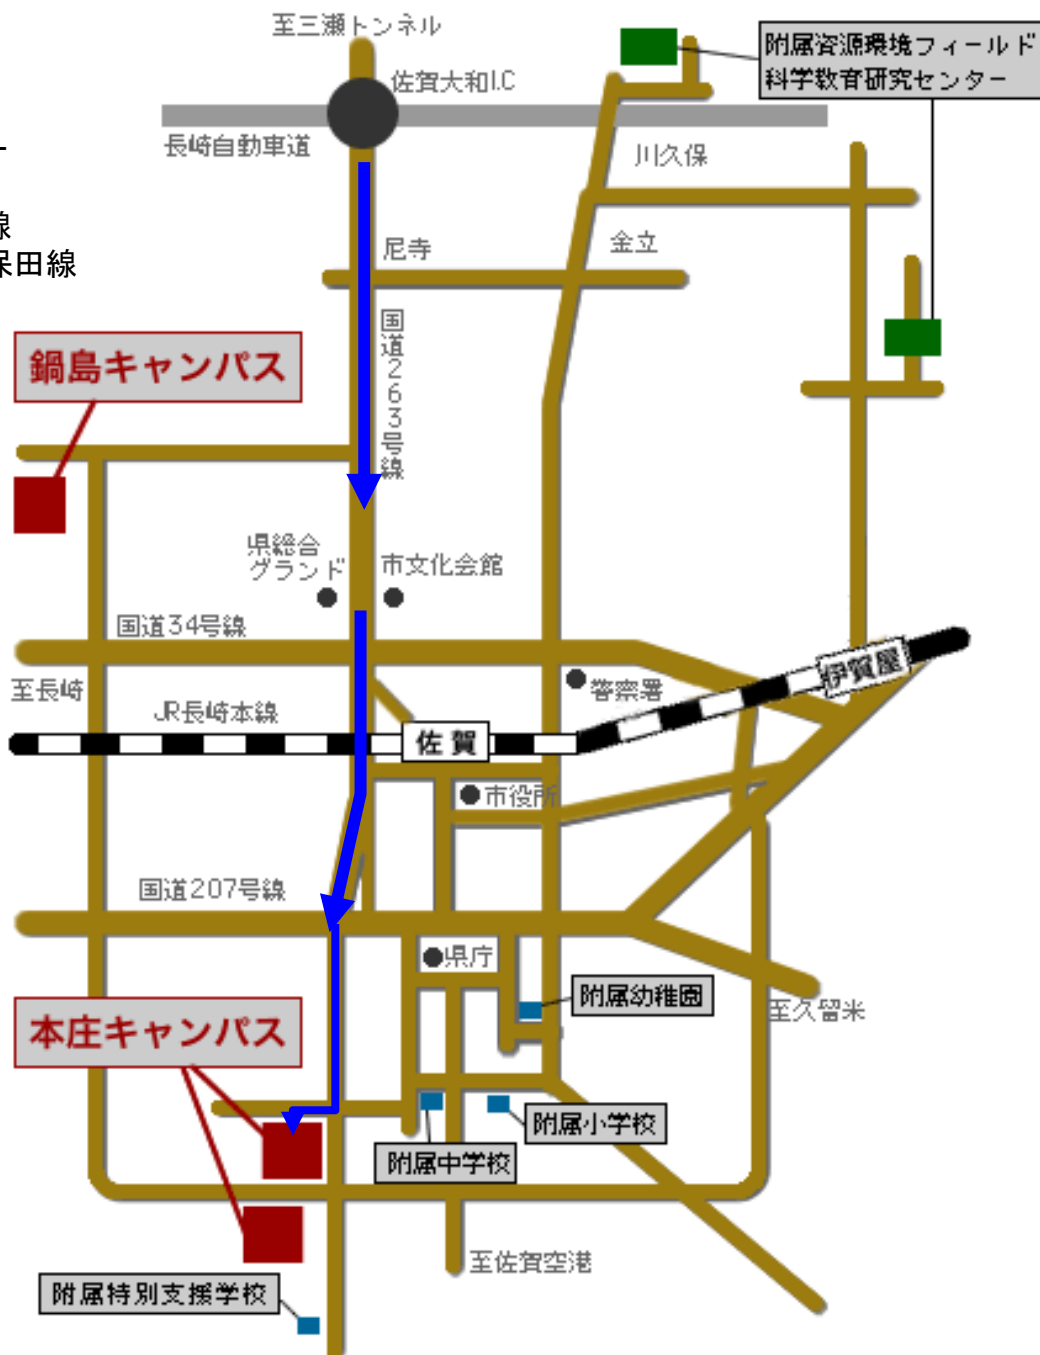 至三瀬トンネル
附属資源環境フィールド
科学教育研究センター
佐賀大和I.C
長崎自動車道
ー
川久保
線
保田線
尼寺
金立
国道263号線
鍋島キャンパス
県総合
グランド
市文化会館
国道34号線
至長崎
警察署
伊賀屋
JR長崎本線
佐賀
市役所
国道207号線
県庁
附属幼稚園
至久留米
本庄キャンパス
附属小学校
附属中学校
至佐賀空港
附属特別支援学校